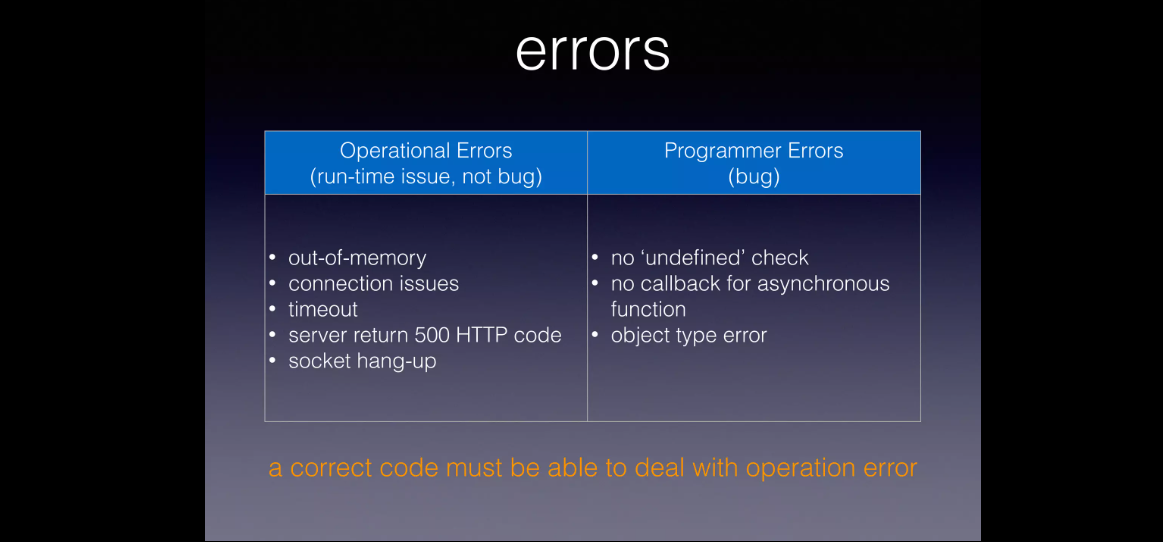 errors
Operational Errors
(run-time issue, not bug)
Programmer Errors
(bug)
• out-of-memory
• connection issues
• timeout
• server return 500 HTTP code
• socket hang-up
• no ‘undefined’ check
• no callback for asynchronous
function
• object type error
a correct code must be able to deal with operation error